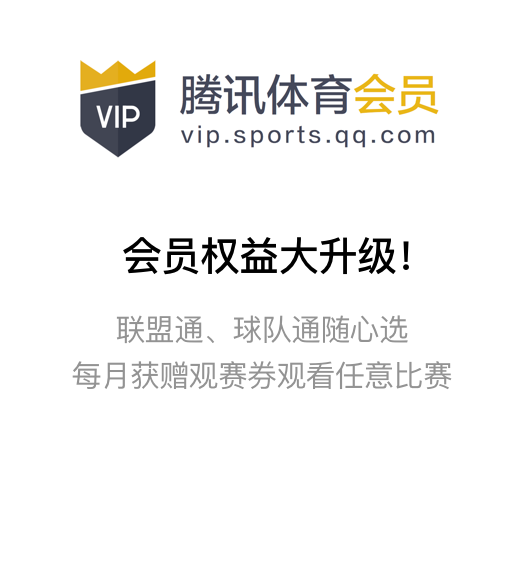 VIP
腾讯体育会员
vip.sports.qq.com
会员权益大升级！
联盟通、球队通随心选
每月获赠观赛券观看任意比赛